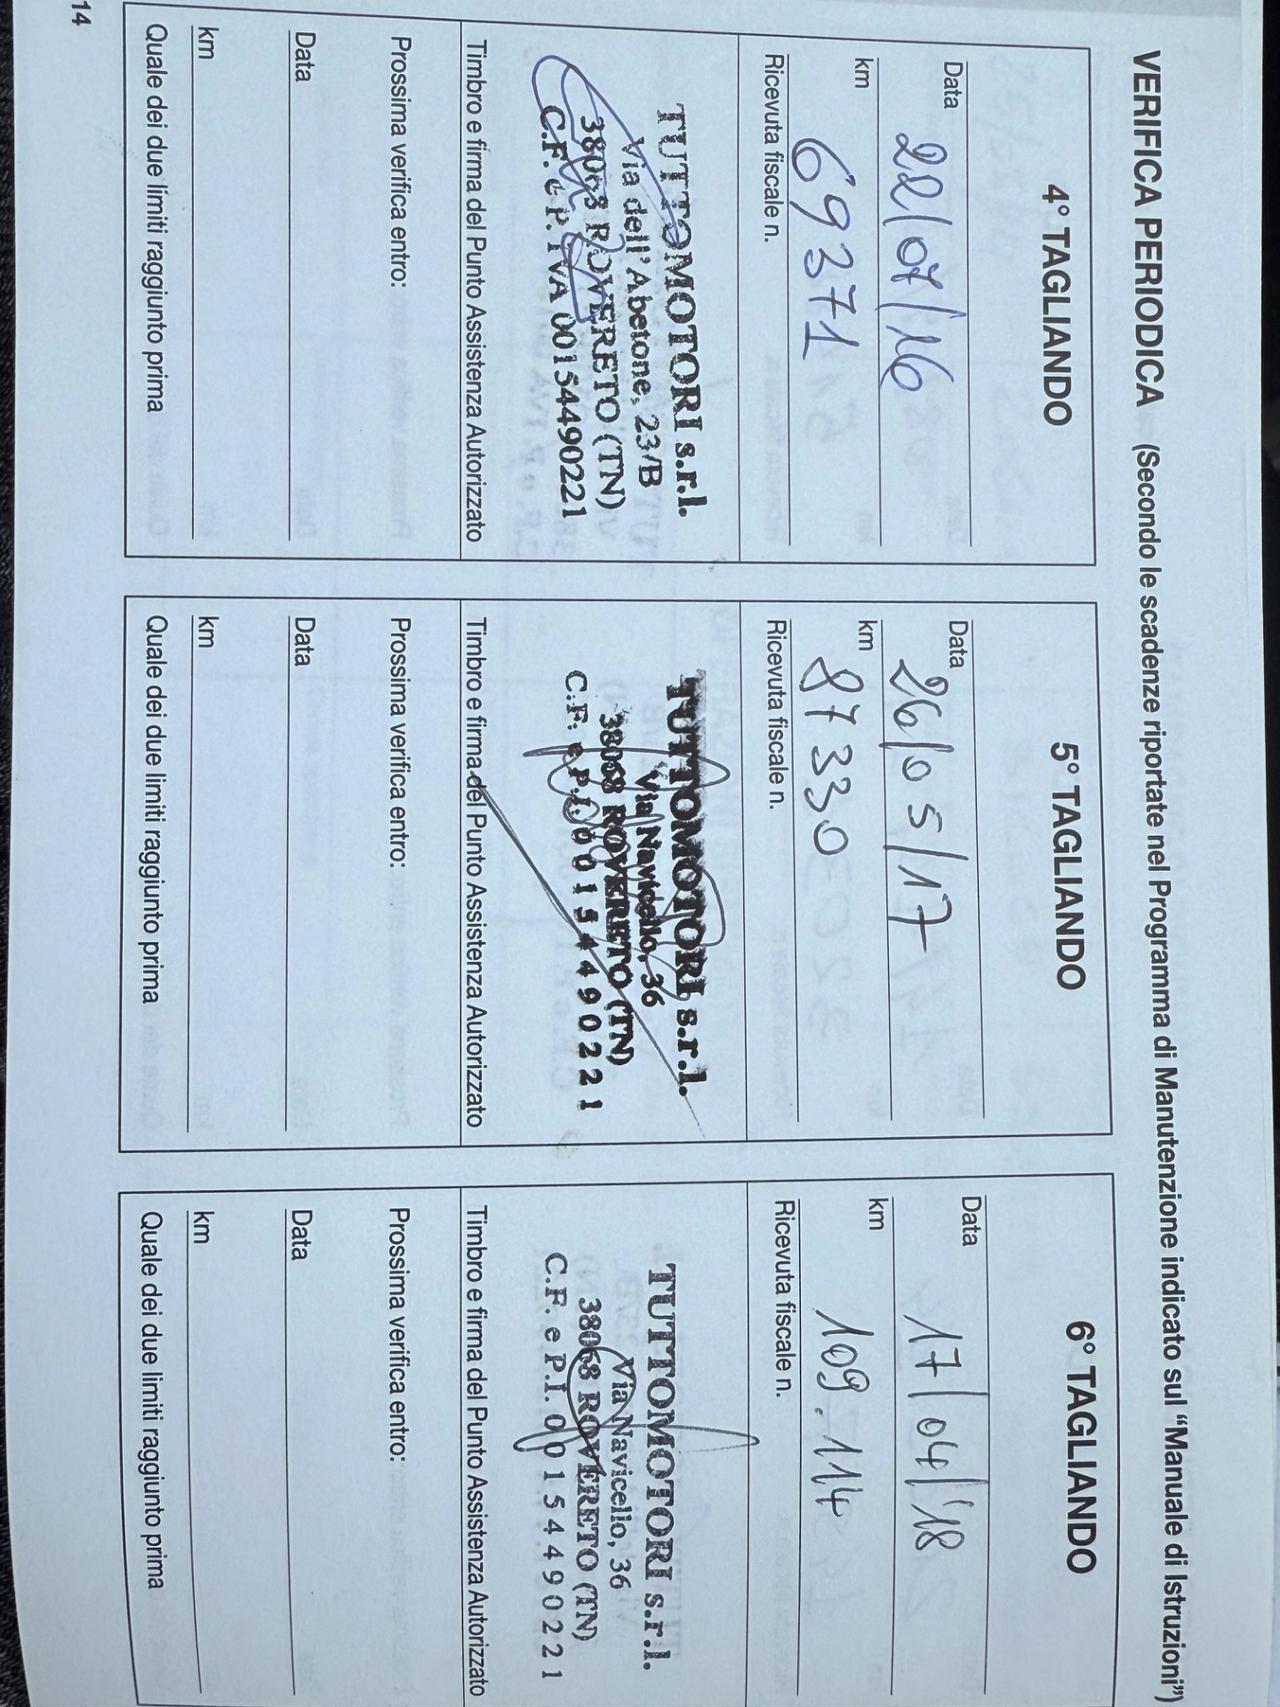 VERIFICA PERIODICA (Secondo le scadenze riportate nel Programma di Manutenzione indicato sul “Manuale di Istruzioni”)
4° TAGLIANDO
Data 22/07/16
km 69371
Ricevuta fiscale n.
TUTTOMOTORI s.r.l.
Via dell'Abetone, 23/B
38068 ROVERETO (TN)
C.F. e P. IVA 00154490221
Timbro e firma del Punto Assistenza Autorizzato
Prossima verifica entro:
Data
km
Quale dei due limiti raggiunto prima
5° TAGLIANDO
Data 26/05/17
km 87330
Ricevuta fiscale n.
TUTTOMOTORI s.r.l.
Via Navicello, 36
38068 ROVERETO (TN)
C.F. e P.I. 00154490221
Timbro e firma del Punto Assistenza Autorizzato
Prossima verifica entro:
Data
km
Quale dei due limiti raggiunto prima
6° TAGLIANDO
Data 17/04/'18
km 109.114
Ricevuta fiscale n.
TUTTOMOTORI s.r.l.
Via Navicello, 36
38068 ROVERETO (TN)
C.F. e P.I. 00154490221
Timbro e firma del Punto Assistenza Autorizzato
Prossima verifica entro:
Data
km
Quale dei due limiti raggiunto prima
14